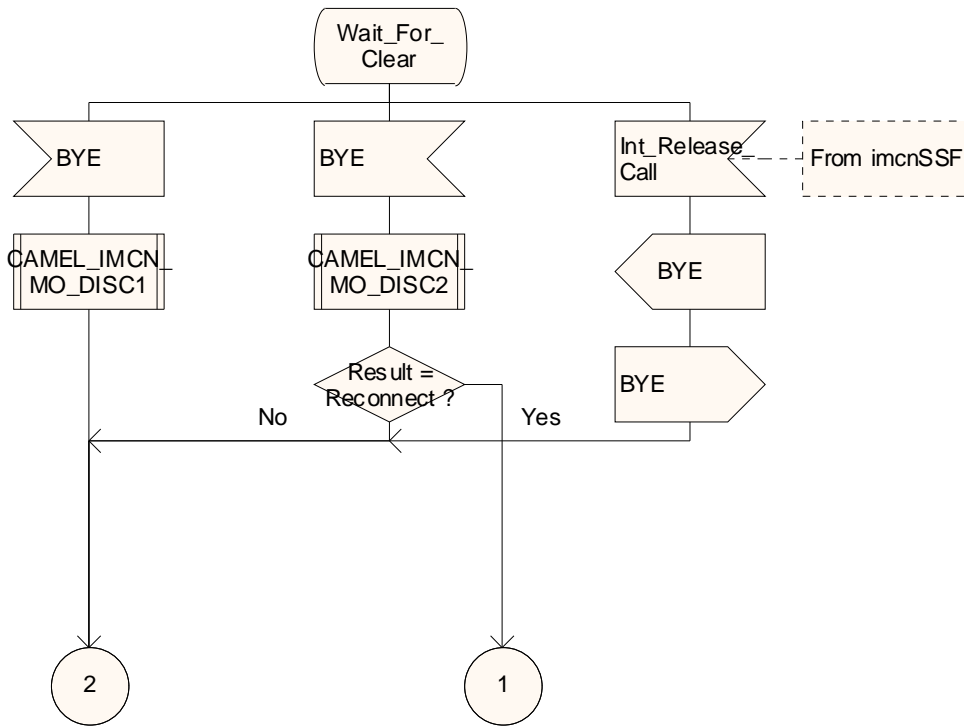 Wait_For_
Clear
BYE
BYE
Int_Release_
Call
From imcnSSF
CAMEL_IMCN_
MO_DISC1
CAMEL_IMCN_
MO_DISC2
BYE
Result =
Reconnect ?
BYE
No
Yes
2
1